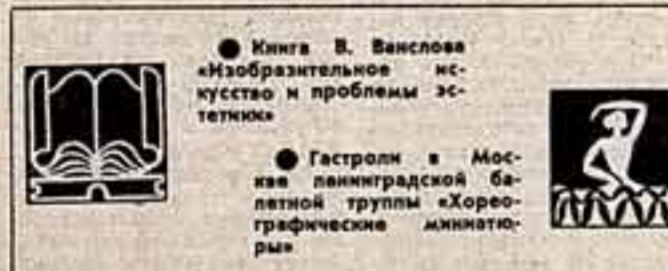 ● Книга В. Ванслова
«Изобразительное ис-
кусство и проблемы эс-
тетики»
● Гастроли в Мос-
кве ленинградской ба-
летной труппы «Хорео-
графические миниатю-
ры»